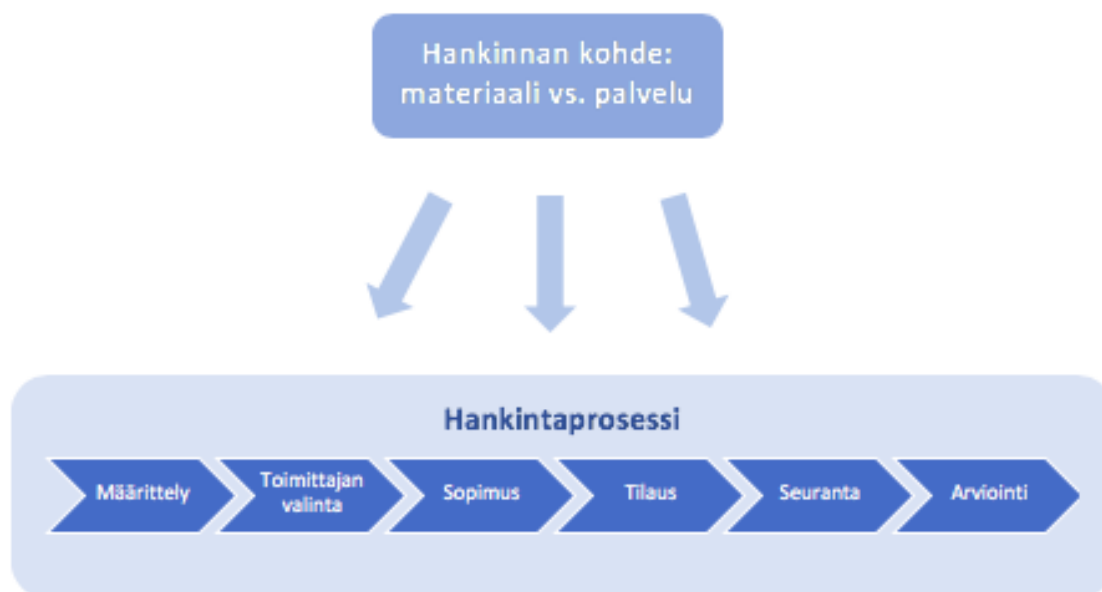 Hankinnan kohde:
materiaali vs. palvelu
Hankintaprosessi
Määrittely
Toimittajan
valinta
Sopimus
Tilaus
Seuranta
Arviointi